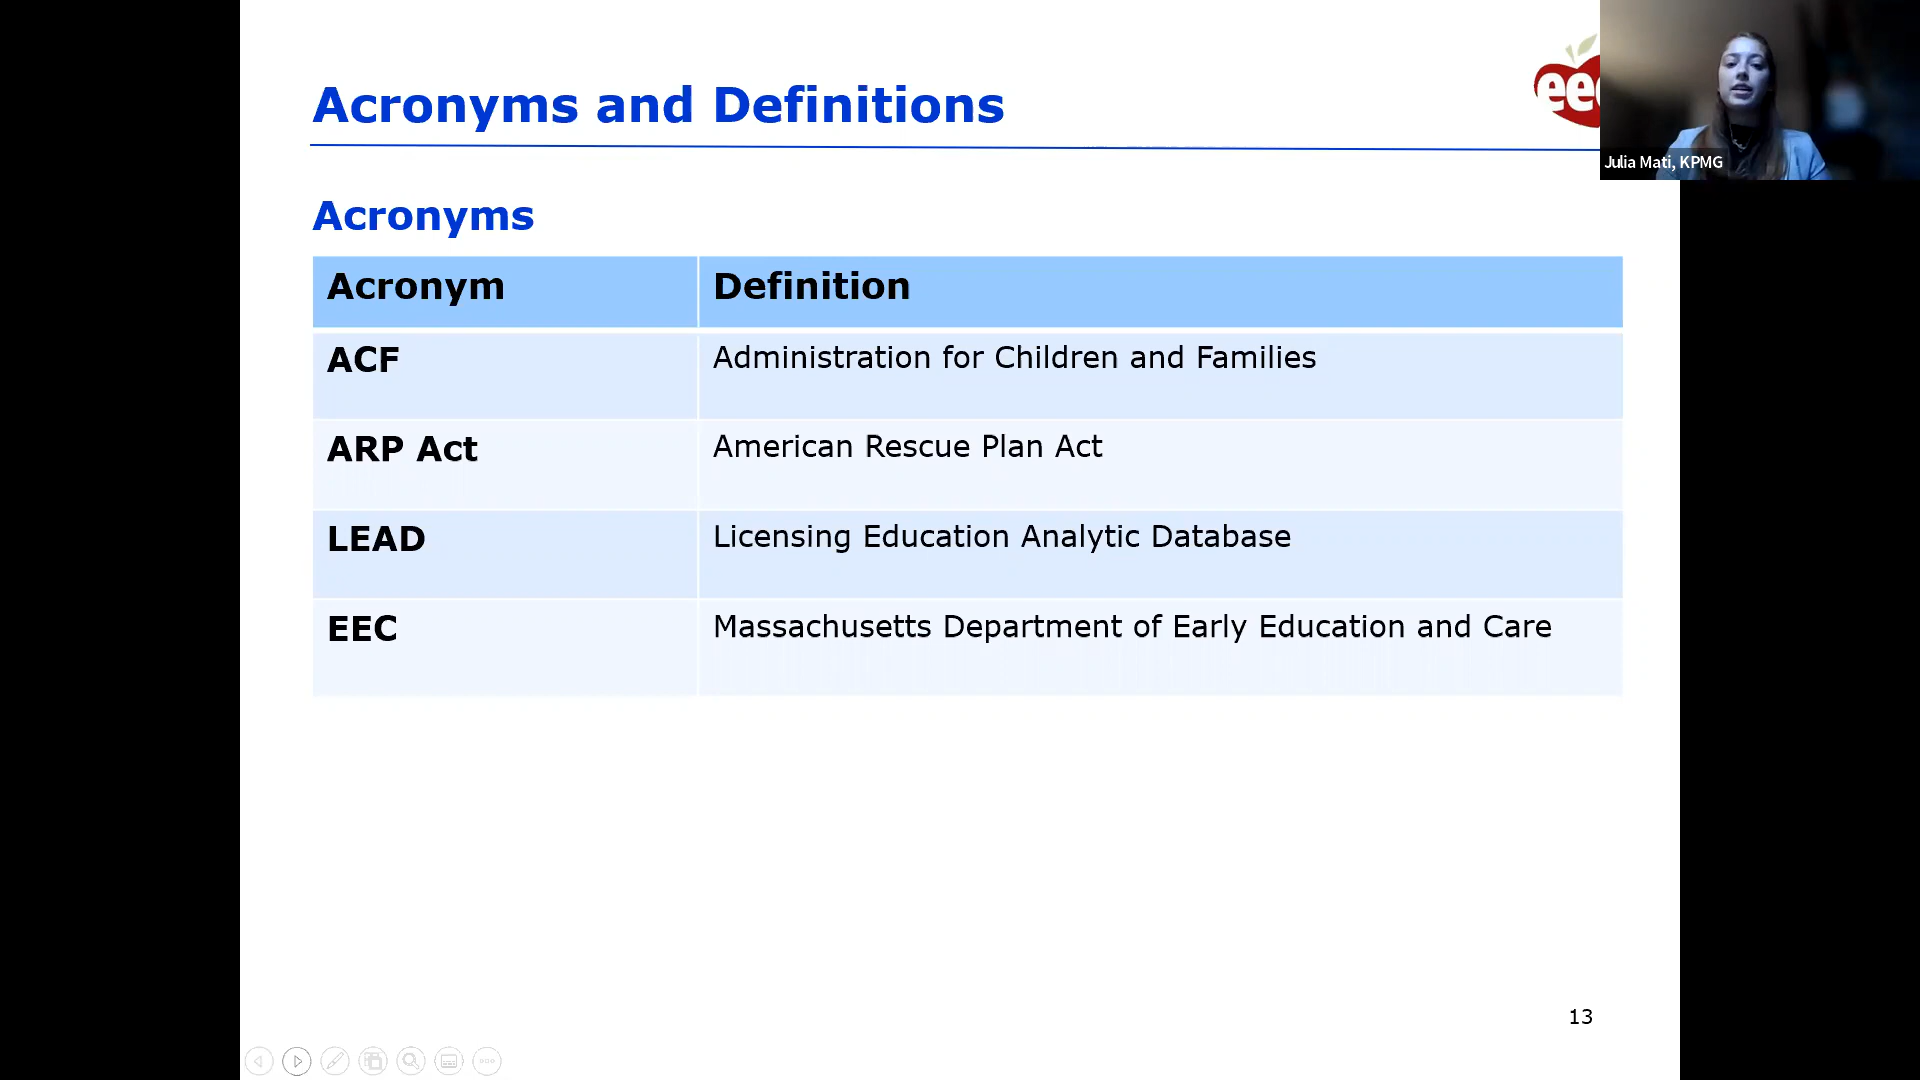 Acronyms and Definitions
ee
Julia Mati, KPMG
Acronyms
Acronym Definition
ACF Administration for Children and Families
ARP Act American Rescue Plan Act
LEAD Licensing Education Analytic Database
EEC Massachusetts Department of Early Education and Care
13